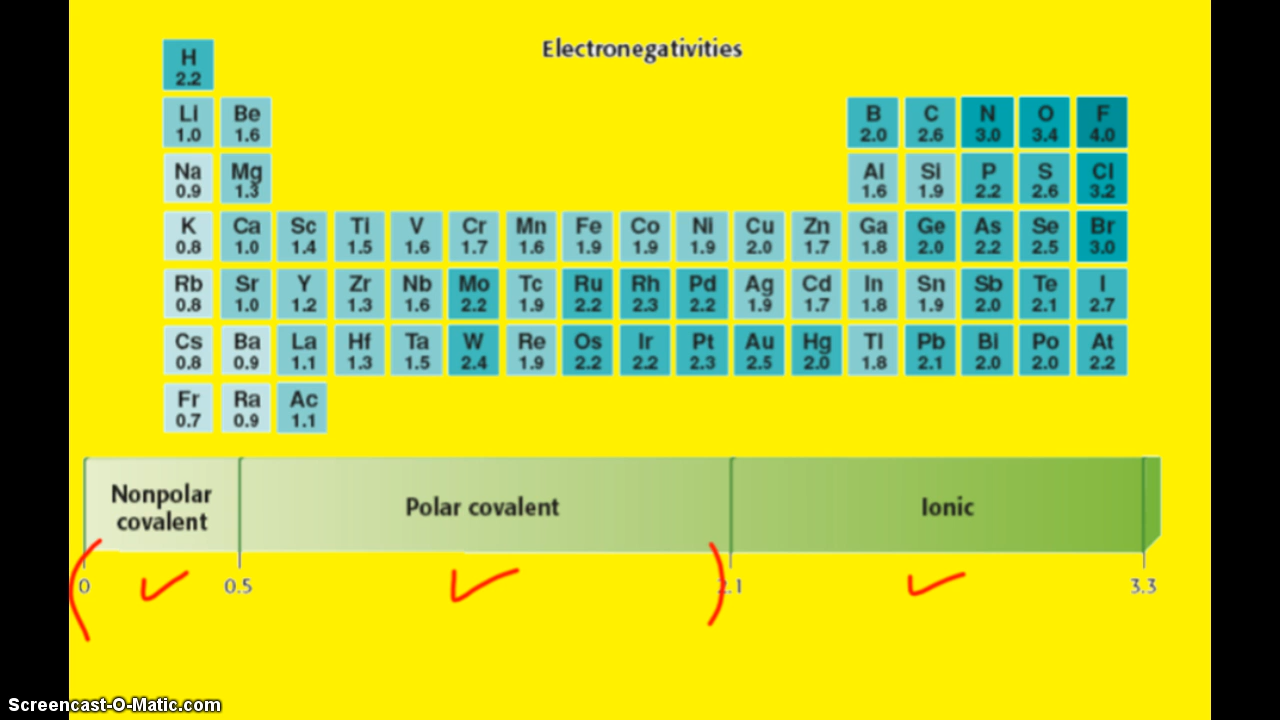 Electronegativities
H
2.2
Li Be B C N O F
1.0 1.6 2.0 2.6 3.0 3.4 4.0
Na Mg Al Si P S Cl
0.9 1.3 1.6 1.9 2.2 2.6 3.2
K Ca Sc Ti V Cr Mn Fe Co Ni Cu Zn Ga Ge As Se Br
0.8 1.0 1.4 1.5 1.6 1.7 1.6 1.9 1.9 1.9 2.0 1.7 1.8 2.0 2.2 2.5 3.0
Rb Sr Y Zr Nb Mo Tc Ru Rh Pd Ag Cd In Sn Sb Te I
0.8 1.0 1.2 1.3 1.6 2.2 1.9 2.2 2.3 2.2 1.9 1.7 1.8 1.9 2.0 2.1 2.7
Cs Ba La Hf Ta W Re Os Ir Pt Au Hg Tl Pb Bi Po At
0.8 0.9 1.1 1.3 1.5 2.4 1.9 2.2 2.2 2.3 2.5 2.0 1.8 2.1 2.0 2.0 2.2
Fr Ra Ac
0.7 0.9 1.1
Nonpolar
covalent
Polar covalent
Ionic
0 0.5 2.1 3.3
Screencast-O-Matic.com